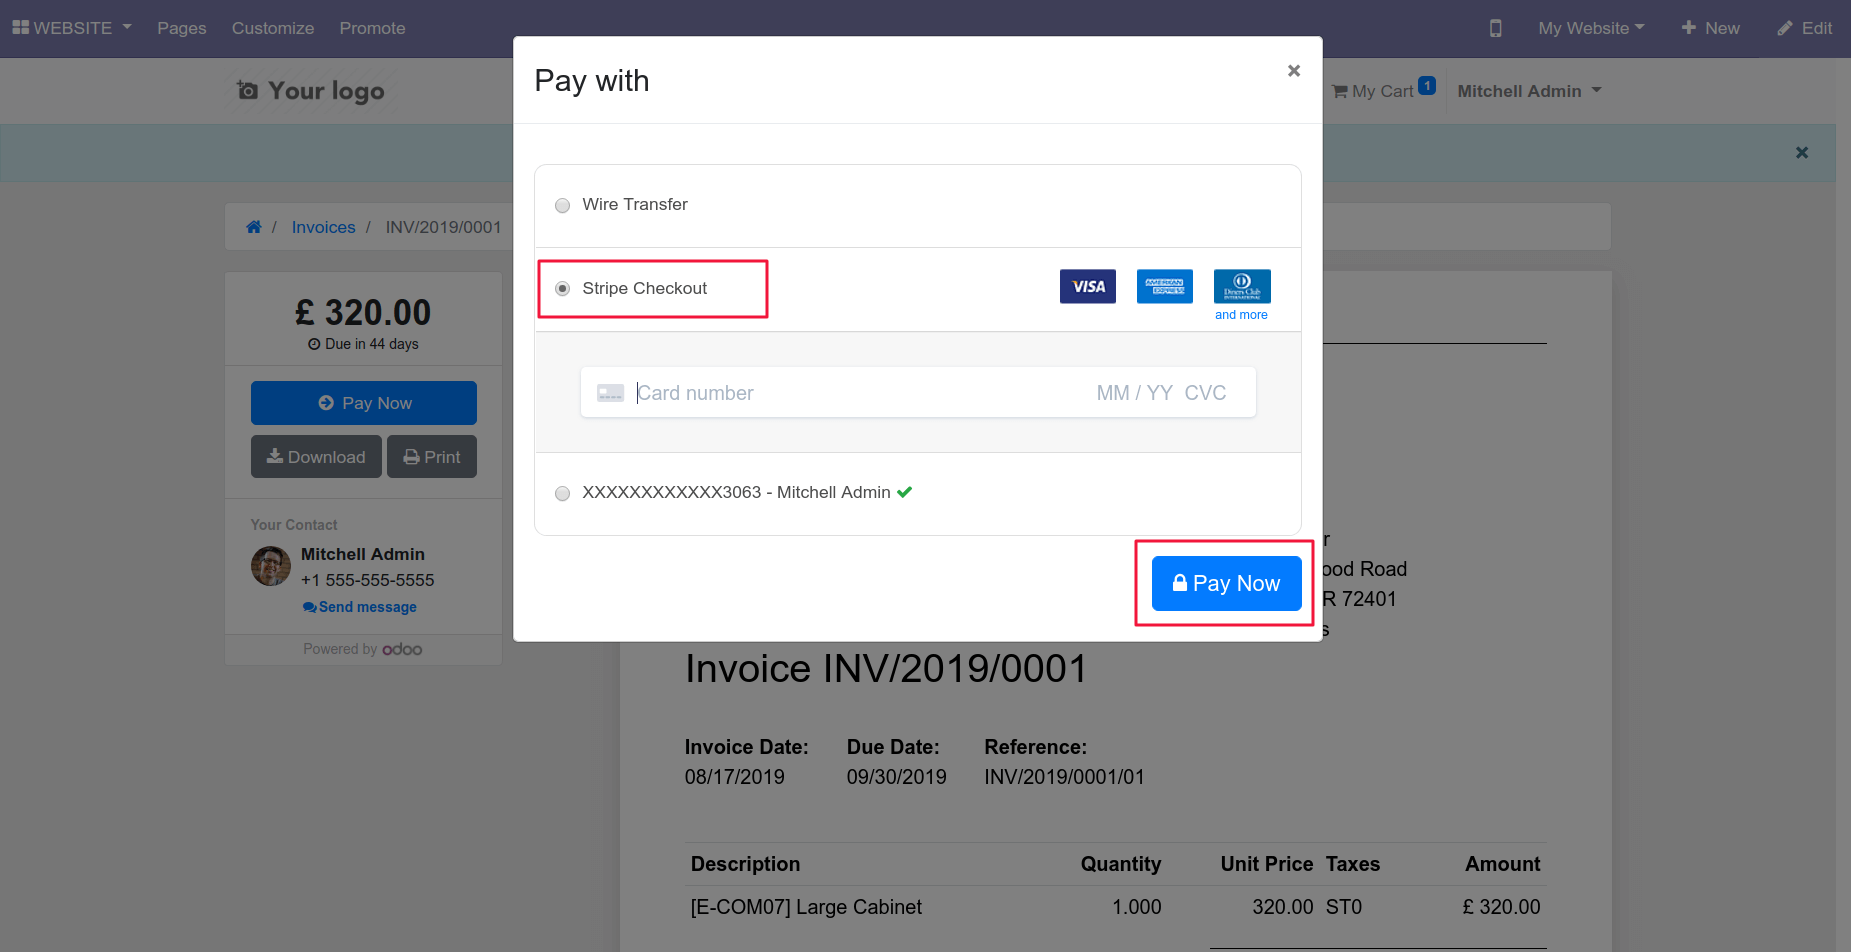 WEBSITE Pages Customize Promote My Website New Edit
Your logo My Cart 1 Mitchell Admin
Pay with ×
/ Invoices / INV/2019/0001
£ 320.00
Due in 44 days
Pay Now
Download Print
Your Contact
Mitchell Admin
+1 555-555-5555
Send message
Powered by odoo
Wire Transfer
Stripe Checkout VISA AMERICAN EXPRESS Diners Club INTERNATIONAL
and more
Card number MM / YY CVC
XXXXXXXXXXXX3063 - Mitchell Admin
Pay Now
r
ood Road
R 72401
s
Invoice INV/2019/0001
Invoice Date: Due Date: Reference:
08/17/2019 09/30/2019 INV/2019/0001/01
Description Quantity Unit Price Taxes Amount
[E-COM07] Large Cabinet 1.000 320.00 ST0 £ 320.00